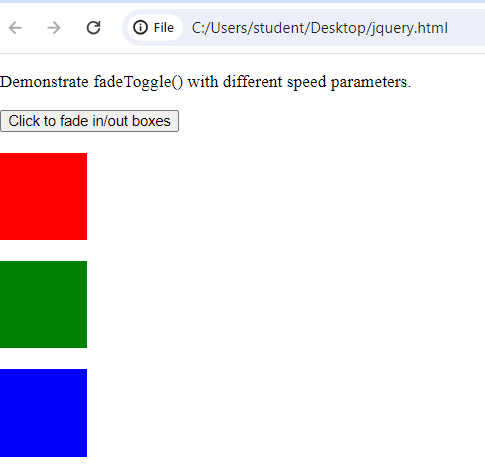 File C:/Users/student/Desktop/jquery.html
Demonstrate fadeToggle() with different speed parameters.
Click to fade in/out boxes